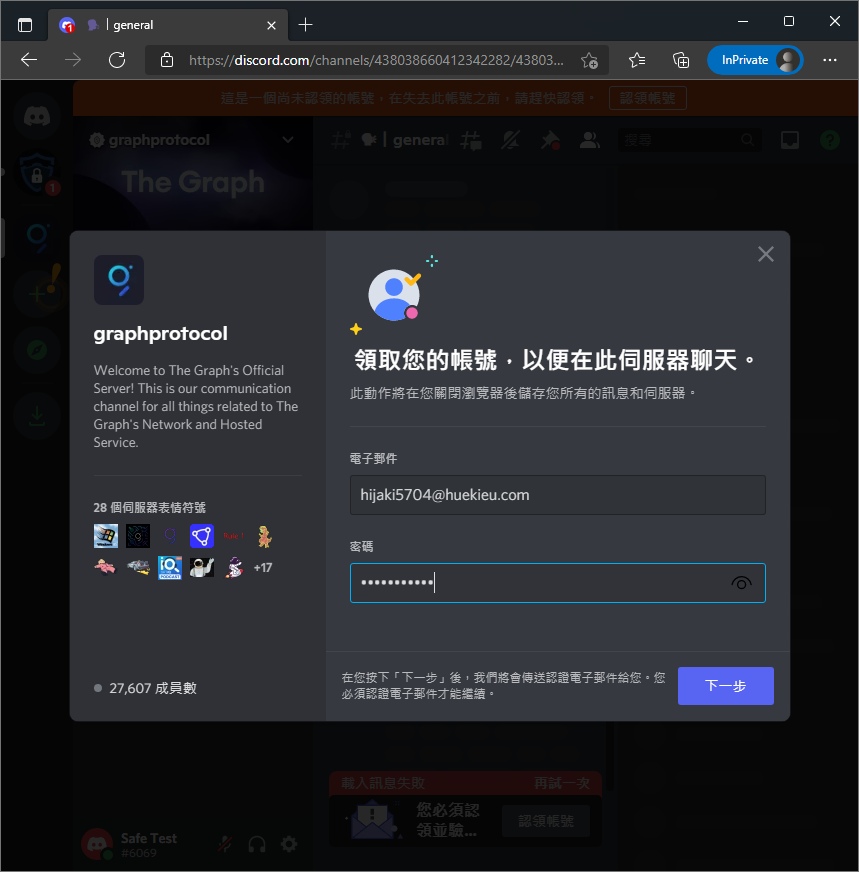 general
https://discord.com/channels/438038660412342282/43803...
InPrivate
這是一個尚未認領的帳號，在失去此帳號之前，請趕快認領。
認領帳號
graphprotocol
general
搜尋
The Graph
1
graphprotocol
Welcome to The Graph's Official
Server! This is our communication
channel for all things related to The
Graph's Network and Hosted
Service.
28 個伺服器表情符號
+17
27,607 成員數
領取您的帳號，以便在此伺服器聊天。
此動作將在您關閉瀏覽器後儲存您所有的訊息和伺服器。
電子郵件
hijaki5704@huekieu.com
密碼
•••••••••••
在您按下「下一步」後，我們將會傳送認證電子郵件給您。您
必須認證電子郵件才能繼續。
下一步
載入訊息失敗
再試一次
您必須認
領並驗...
認領帳號
Safe Test
#6069